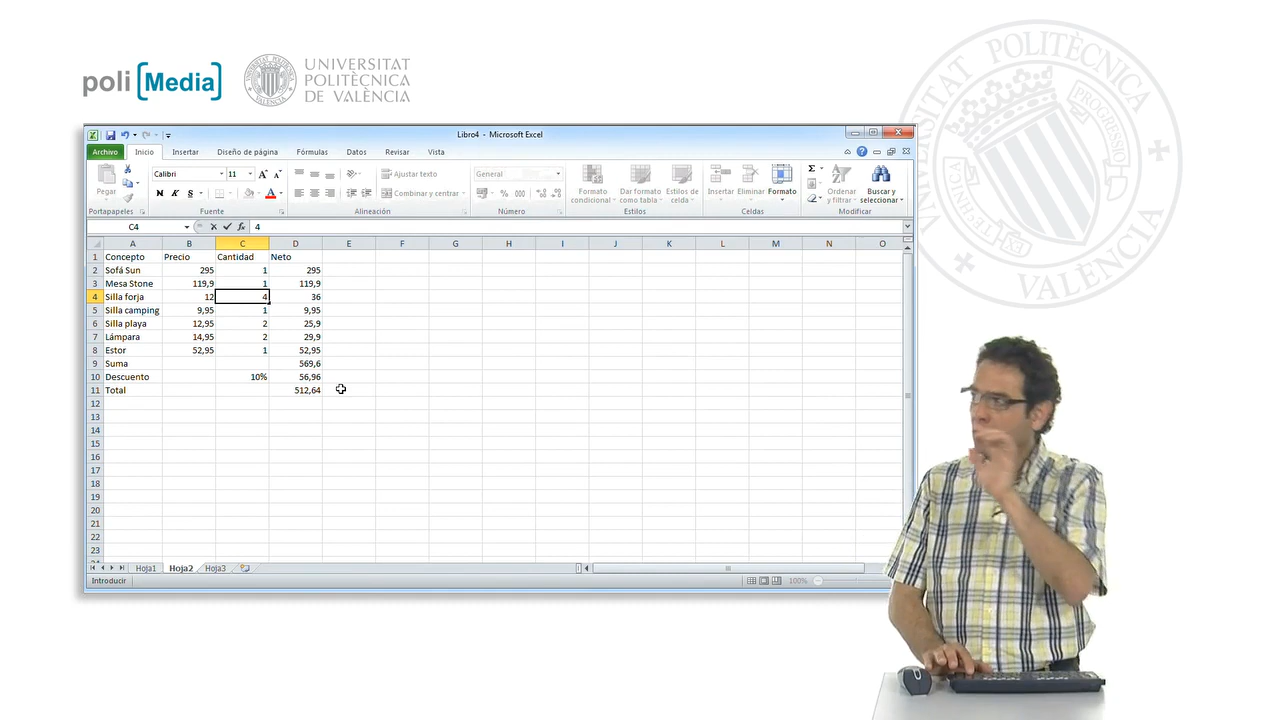 poli[Media]
UNIVERSITAT
POLITÈCNICA
DE VALÈNCIA
UNIVERSITAT POLITÈCNICA DE VALÈNCIA
Libro4 - Microsoft Excel
Archivo Inicio Insertar Diseño de página Fórmulas Datos Revisar Vista
Calibri 11 Ajustar texto General
Pegar N K S Combinar y centrar % 000 Formato condicional Dar formato como tabla Estilos de celda Insertar Eliminar Formato Ordenar y filtrar Buscar y seleccionar
Portapapeles Fuente Alineación Número Estilos Celdas Modificar
C4 fx 4
A B C D E F G H I J K L M N O
1 Concepto Precio Cantidad Neto
2 Sofá Sun 295 1 295
3 Mesa Stone 119,9 1 119,9
4 Silla forja 12 4 36
5 Silla camping 9,95 1 9,95
6 Silla playa 12,95 2 25,9
7 Lámpara 14,95 2 29,9
8 Estor 52,95 1 52,95
9 Suma 569,6
10 Descuento 10% 56,96
11 Total 512,64
12
13
14
15
16
17
18
19
20
21
22
23
Hoja1 Hoja2 Hoja3
Introducir 100%